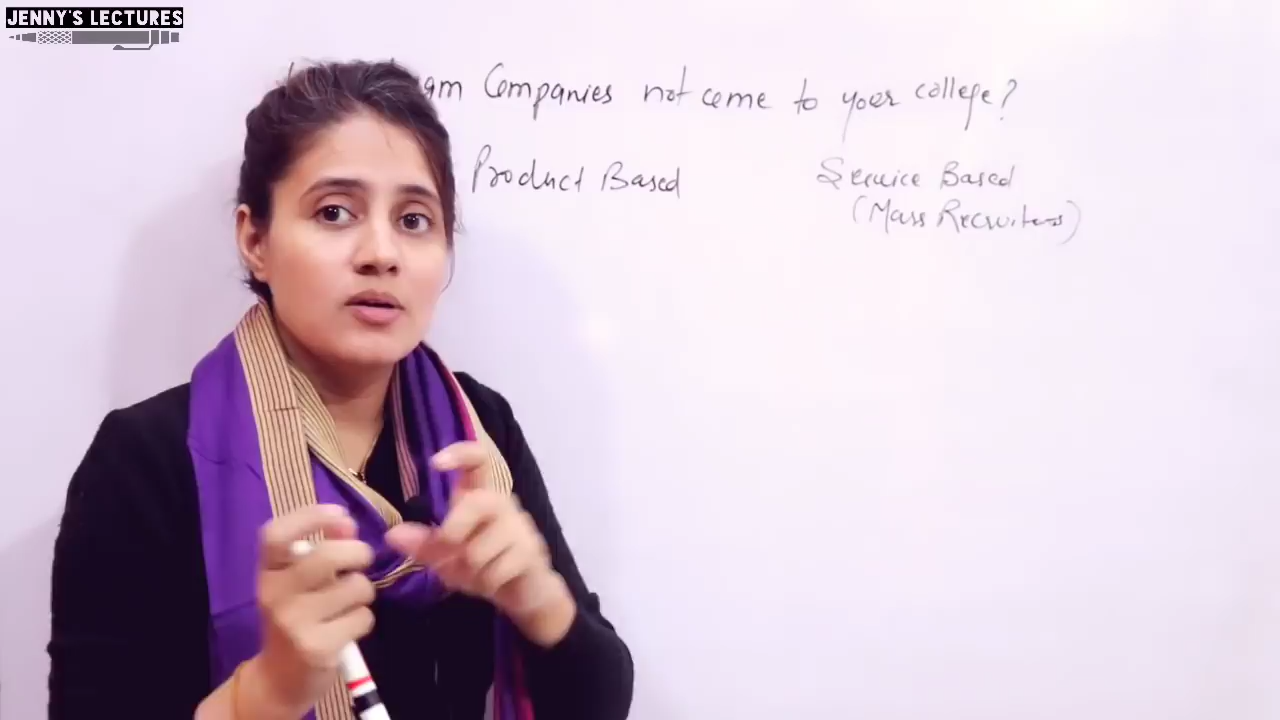 JENNY'S LECTURES
am Companies not come to your college?
Product Based
Service Based
(Mass Recruiters)